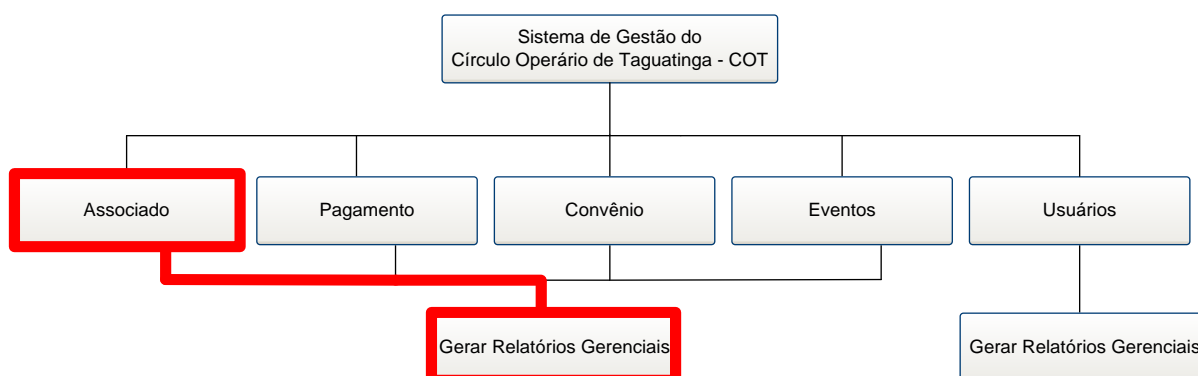 Sistema de Gestão do
Círculo Operário de Taguatinga - COT
Associado
Pagamento
Convênio
Eventos
Usuários
Gerar Relatórios Gerenciais
Gerar Relatórios Gerenciais